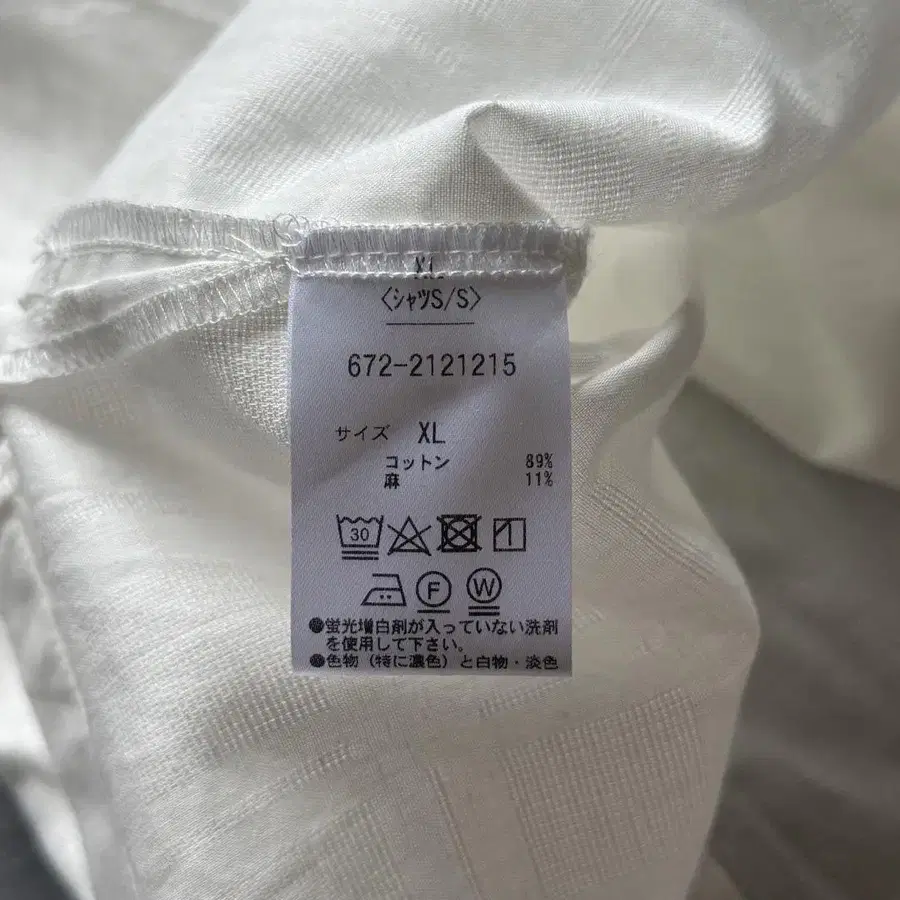 XL
〈シャツS/S〉
672-2121215
サイズ XL
コットン 89%
麻 11%
30
F W
●蛍光増白剤が入っていない洗剤
を使用して下さい。
●色物（特に濃色）と白物・淡色